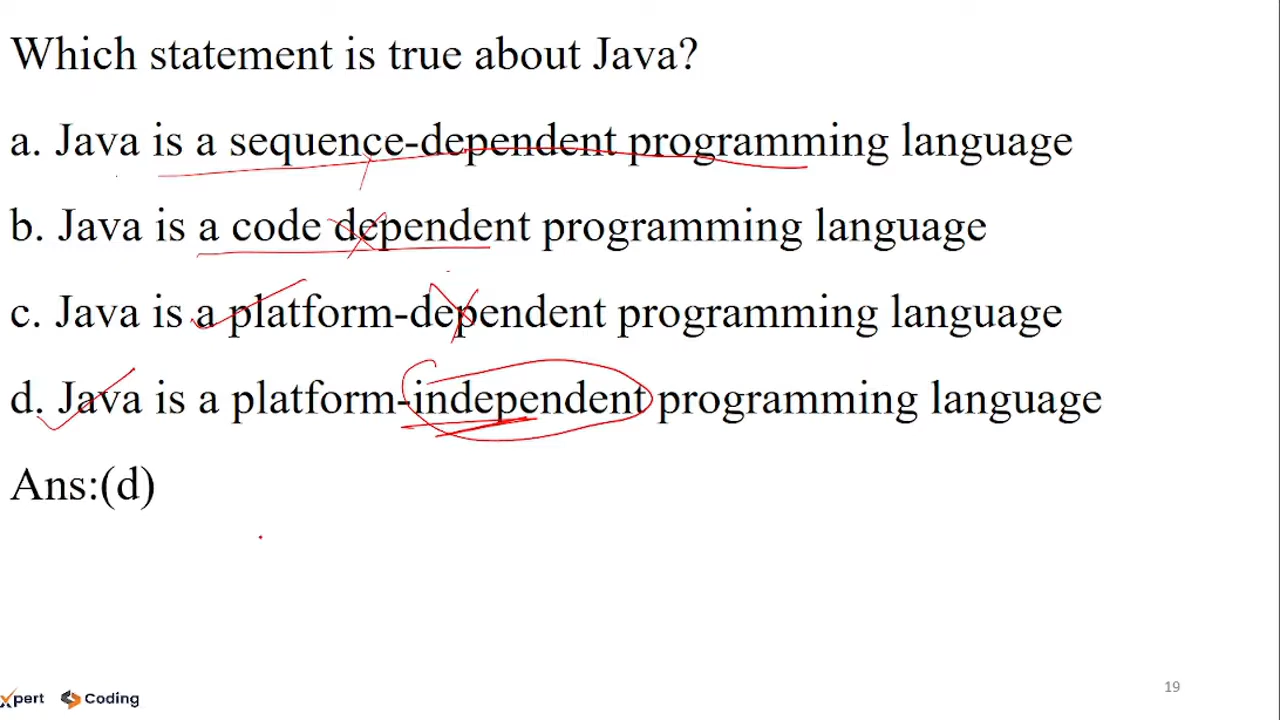 Which statement is true about Java?
a. Java is a sequence-dependent programming language
b. Java is a code dependent programming language
c. Java is a platform-dependent programming language
d. Java is a platform-independent programming language
Ans:(d)
xpert Coding
19